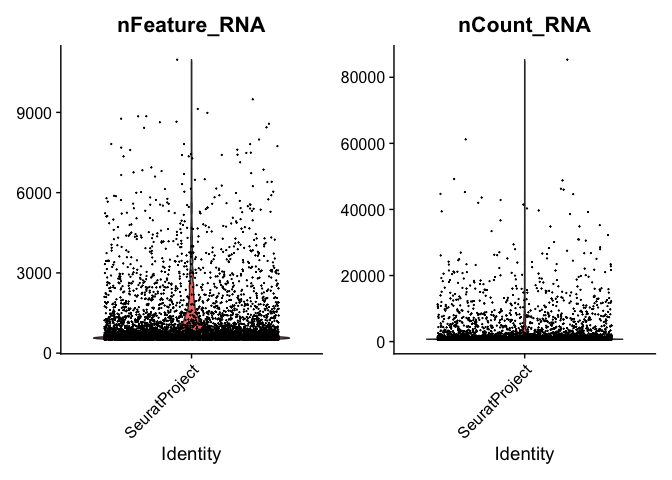 nFeature_RNA
9000
6000
3000
0
SeuratProject
Identity
nCount_RNA
80000
60000
40000
20000
0
SeuratProject
Identity